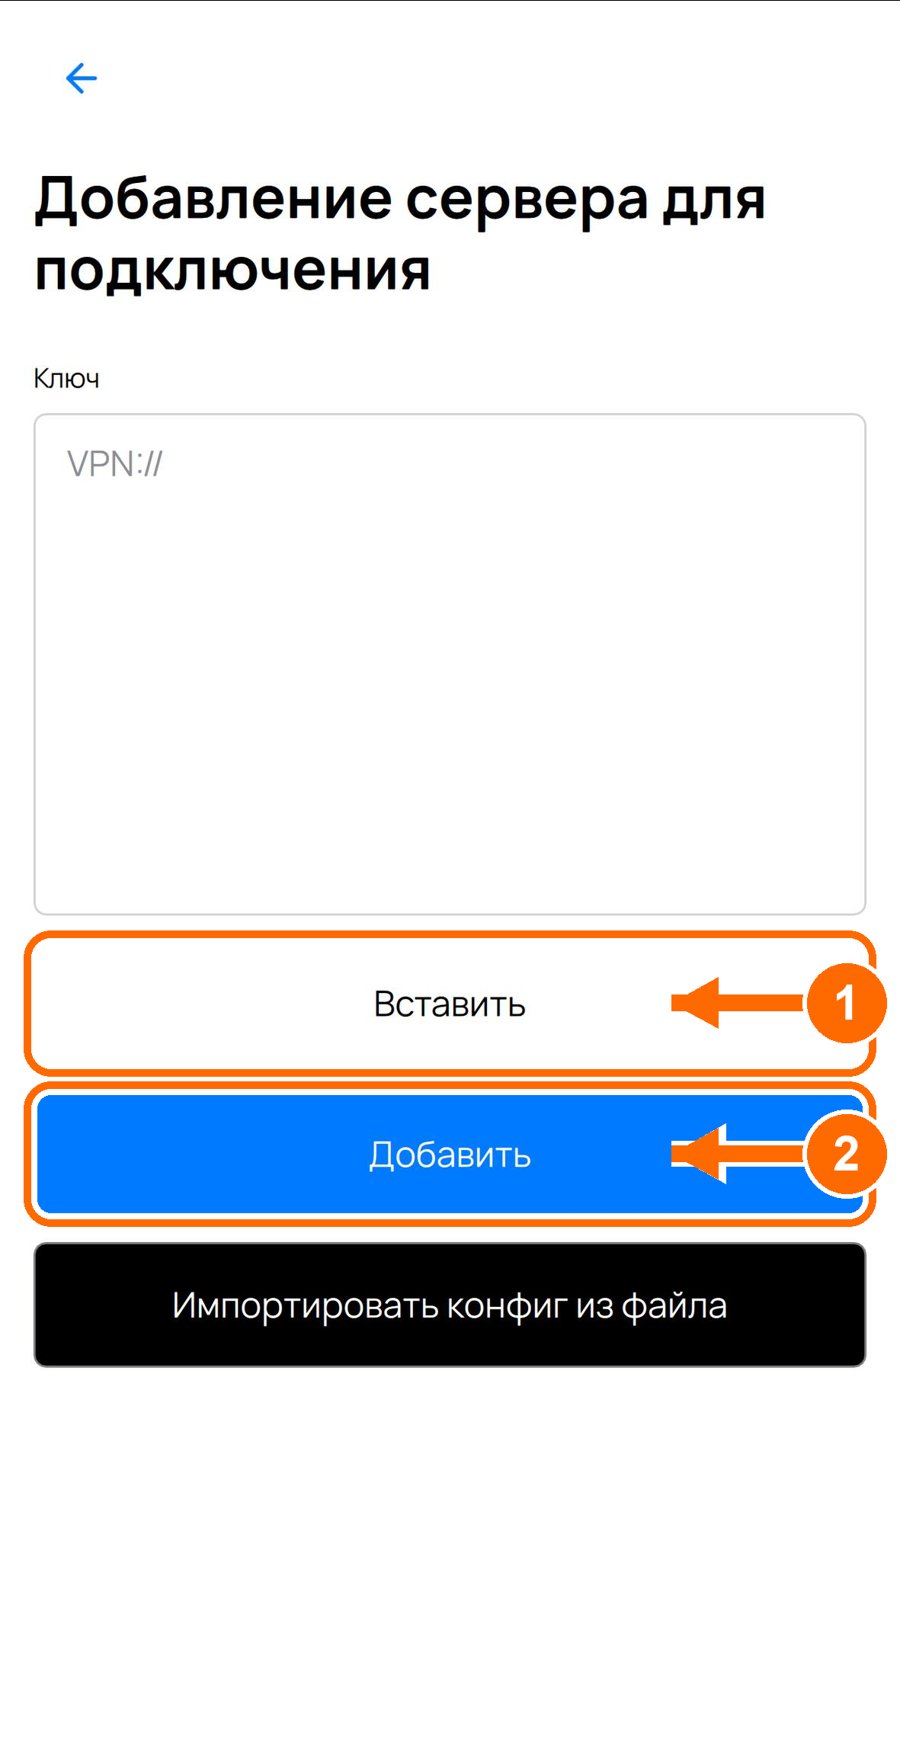 Добавление сервера для
подключения
Ключ
VPN://
Вставить
1
Добавить
2
Импортировать конфиг из файла